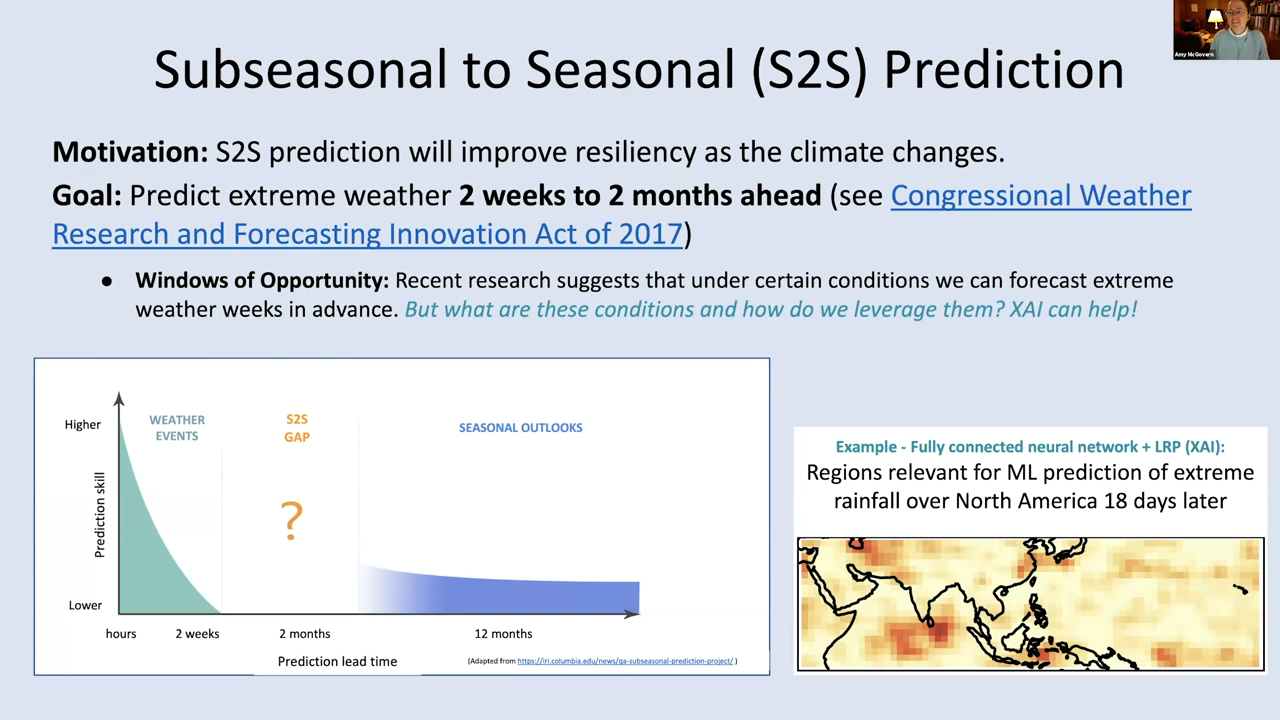 Amy McGovern
Subseasonal to Seasonal (S2S) Prediction
Motivation: S2S prediction will improve resiliency as the climate changes.
Goal: Predict extreme weather 2 weeks to 2 months ahead (see Congressional Weather
Research and Forecasting Innovation Act of 2017)
● Windows of Opportunity: Recent research suggests that under certain conditions we can forecast extreme
weather weeks in advance. But what are these conditions and how do we leverage them? XAI can help!
Higher
Prediction skill
Lower
WEATHER
EVENTS
S2S
GAP
?
SEASONAL OUTLOOKS
hours
2 weeks
2 months
12 months
Prediction lead time
(Adapted from https://iri.columbia.edu/news/qa-subseasonal-prediction-project/ )
Example - Fully connected neural network + LRP (XAI):
Regions relevant for ML prediction of extreme
rainfall over North America 18 days later